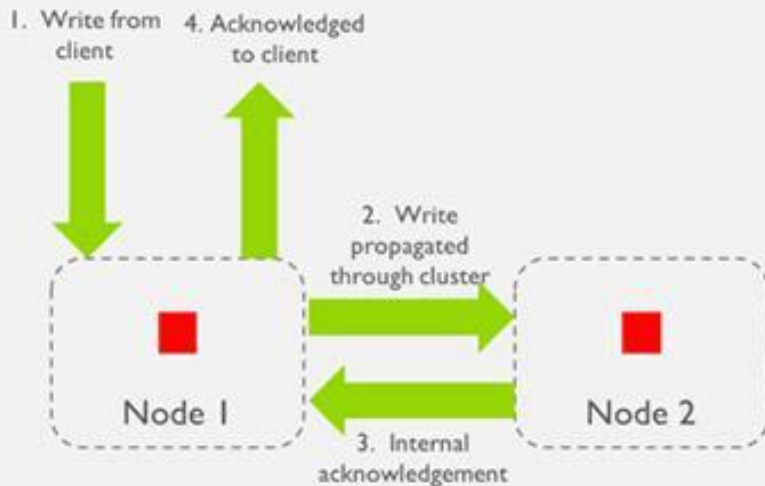 1. Write from
client
4. Acknowledged
to client
2. Write
propagated
through cluster
Node 1
Node 2
3. Internal
acknowledgement